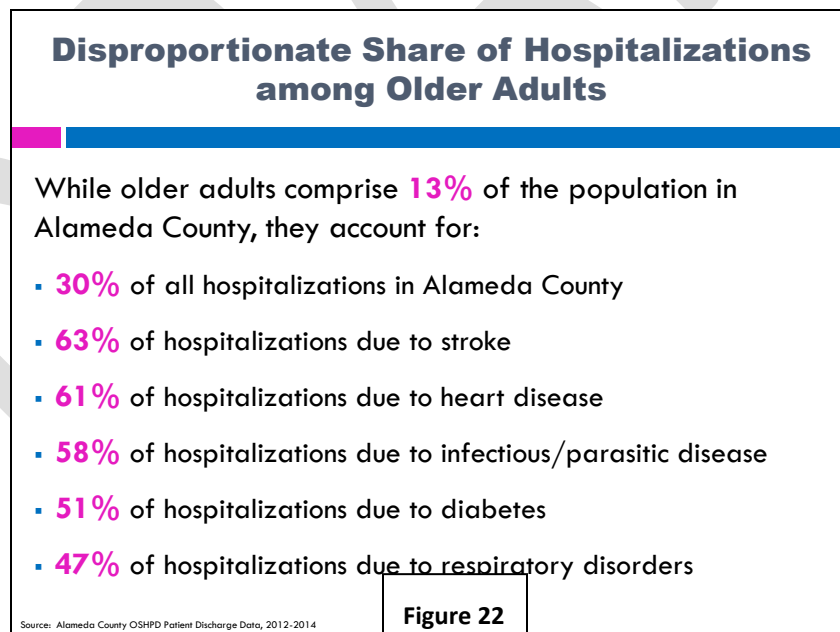 Disproportionate Share of Hospitalizations
among Older Adults
While older adults comprise 13% of the population in
Alameda County, they account for:
▪ 30% of all hospitalizations in Alameda County
▪ 63% of hospitalizations due to stroke
▪ 61% of hospitalizations due to heart disease
▪ 58% of hospitalizations due to infectious/parasitic disease
▪ 51% of hospitalizations due to diabetes
▪ 47% of hospitalizations due to respiratory disorders
Source: Alameda County OSHPD Patient Discharge Data, 2012-2014
Figure 22